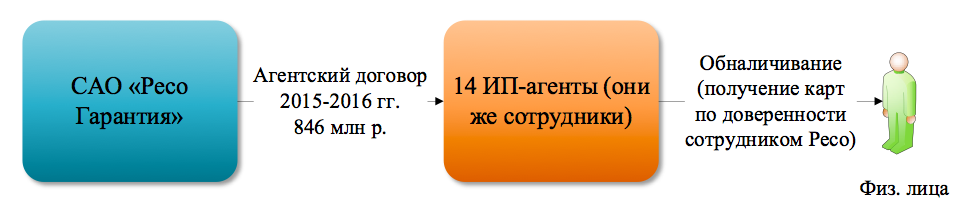 САО «Ресо
Гарантия»
Агентский договор
2015-2016 гг.
846 млн р.
14 ИП-агенты (они
же сотрудники)
Обналичивание
(получение карт
по доверенности
сотрудником Ресо)
Физ. лица